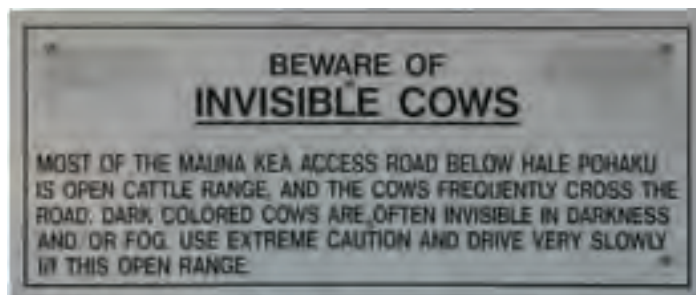 BEWARE OF
INVISIBLE COWS
MOST OF THE MAUNA KEA ACCESS ROAD BELOW HALE POHAKU
IS OPEN CATTLE RANGE, AND THE COWS FREQUENTLY CROSS THE
ROAD. DARK COLORED COWS ARE OFTEN INVISIBLE IN DARKNESS
AND OR FOG. USE EXTREME CAUTION AND DRIVE VERY SLOWLY
IN THIS OPEN RANGE.